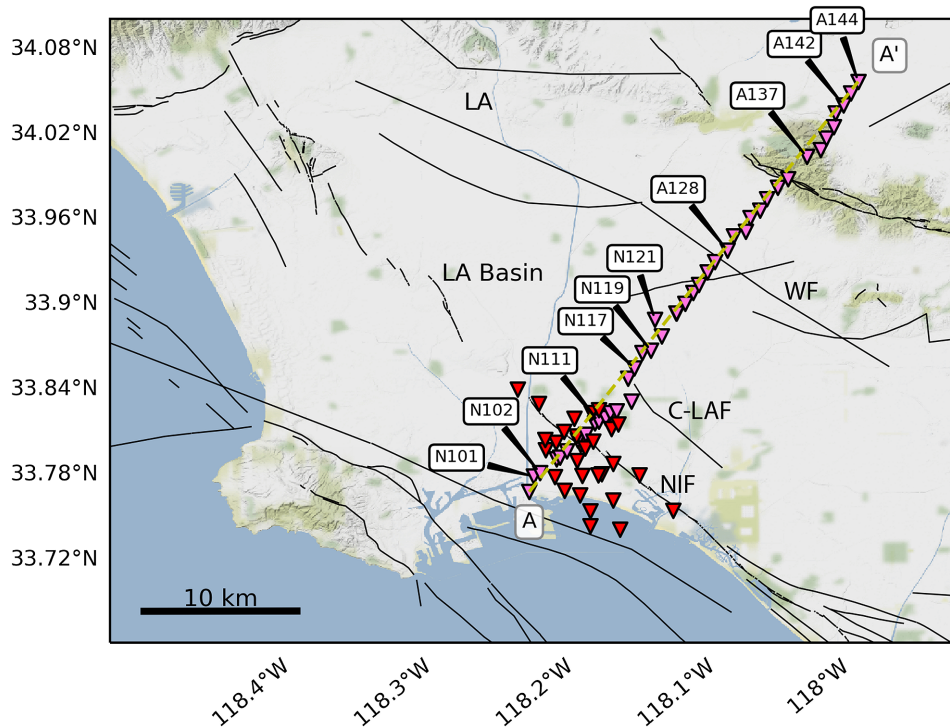 A144
34.08°N
A142
A'
A137
LA
34.02°N
A128
33.96°N
N121
LA Basin
N119
WF
33.9°N
N117
N111
33.84°N
N102
C-LAF
N101
33.78°N
NIF
A
33.72°N
10 km
118.4°W
118.3°W
118.2°W
118.1°W
118°W